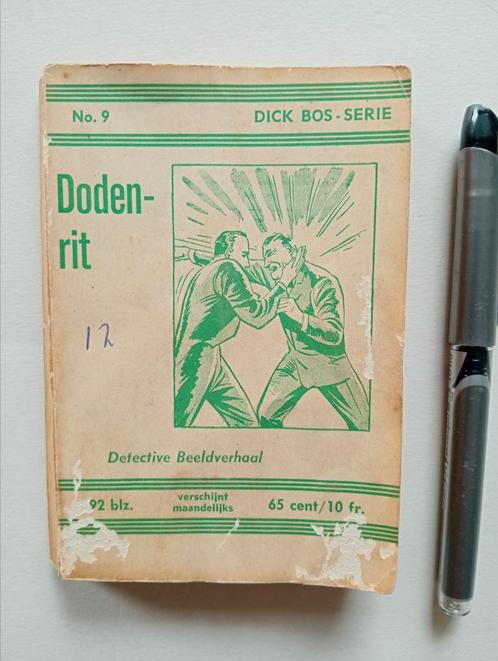 No. 9
DICK BOS - SERIE
Doden-
rit
12
Detective Beeldverhaal
92 blz.
verschijnt
maandelijks
65 cent/10 fr.